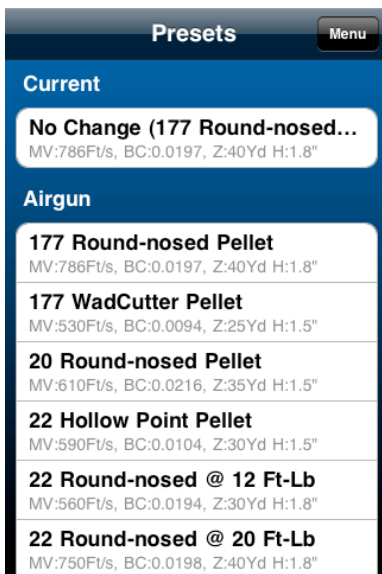 Presets
Menu
Current
No Change (177 Round-nosed...
MV:786Ft/s, BC:0.0197, Z:40Yd H:1.8"
Airgun
177 Round-nosed Pellet
MV:786Ft/s, BC:0.0197, Z:40Yd H:1.8"
177 WadCutter Pellet
MV:530Ft/s, BC:0.0094, Z:25Yd H:1.5"
20 Round-nosed Pellet
MV:610Ft/s, BC:0.0216, Z:35Yd H:1.5"
22 Hollow Point Pellet
MV:590Ft/s, BC:0.0104, Z:30Yd H:1.5"
22 Round-nosed @ 12 Ft-Lb
MV:560Ft/s, BC:0.0194, Z:30Yd H:1.8"
22 Round-nosed @ 20 Ft-Lb
MV:750Ft/s, BC:0.0198, Z:40Yd H:1.8"